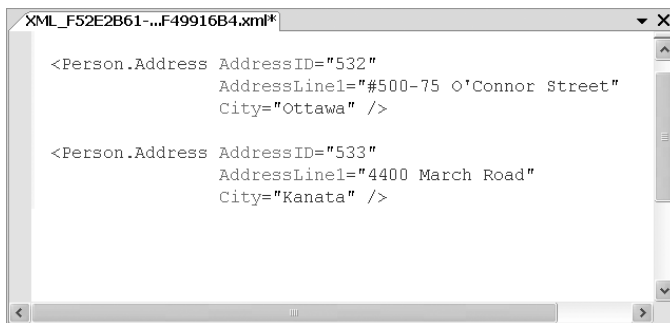 XML_F52E2B61-...F49916B4.xml*
<Person.Address AddressID="532"
AddressLine1="#500-75 O'Connor Street"
City="Ottawa" />
<Person.Address AddressID="533"
AddressLine1="4400 March Road"
City="Kanata" />